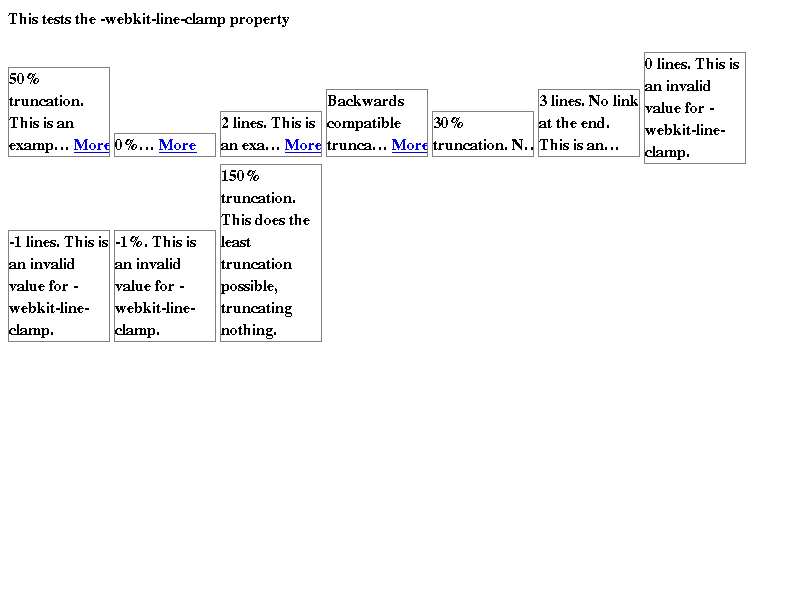 This tests the -webkit-line-clamp property
50%
truncation.
This is an
examp... More
0%... More
2 lines. This is
an exa... More
Backwards
compatible
trunca... More
30%
truncation. N..
3 lines. No link
at the end.
This is an...
0 lines. This is
an invalid
value for -
webkit-line-
clamp.
-1 lines. This is
an invalid
value for -
webkit-line-
clamp.
-1%. This is
an invalid
value for -
webkit-line-
clamp.
150%
truncation.
This does the
least
truncation
possible,
truncating
nothing.